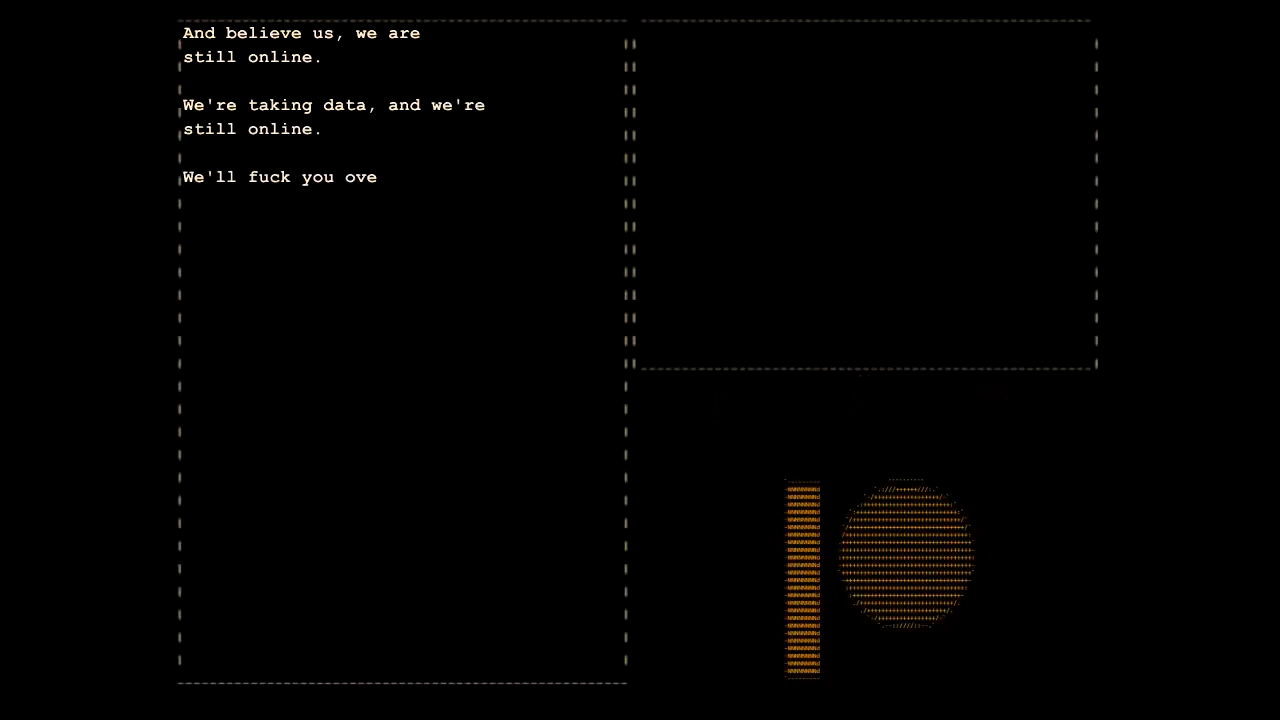 And believe us, we are
still online.
We're taking data, and we're
still online.
We'll fuck you ove